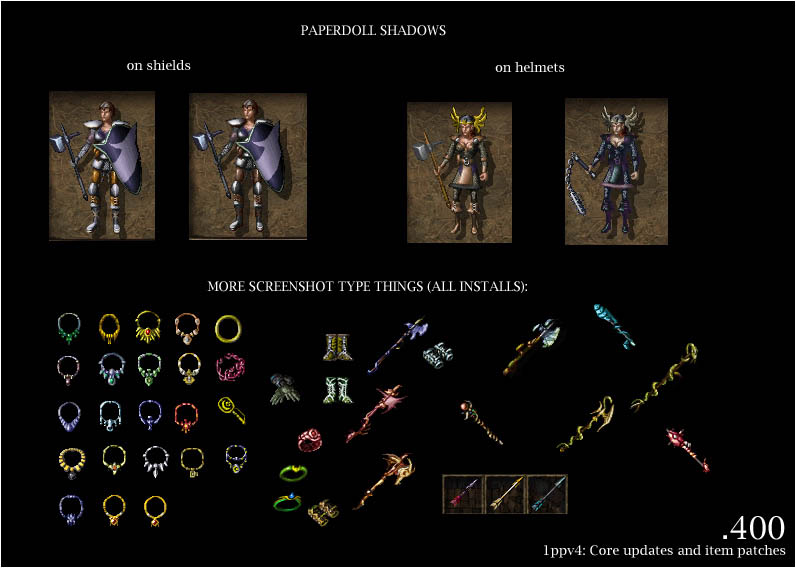 PAPERDOLL SHADOWS
on shields
on helmets
MORE SCREENSHOT TYPE THINGS (ALL INSTALLS):
.400
1ppv4: Core updates and item patches